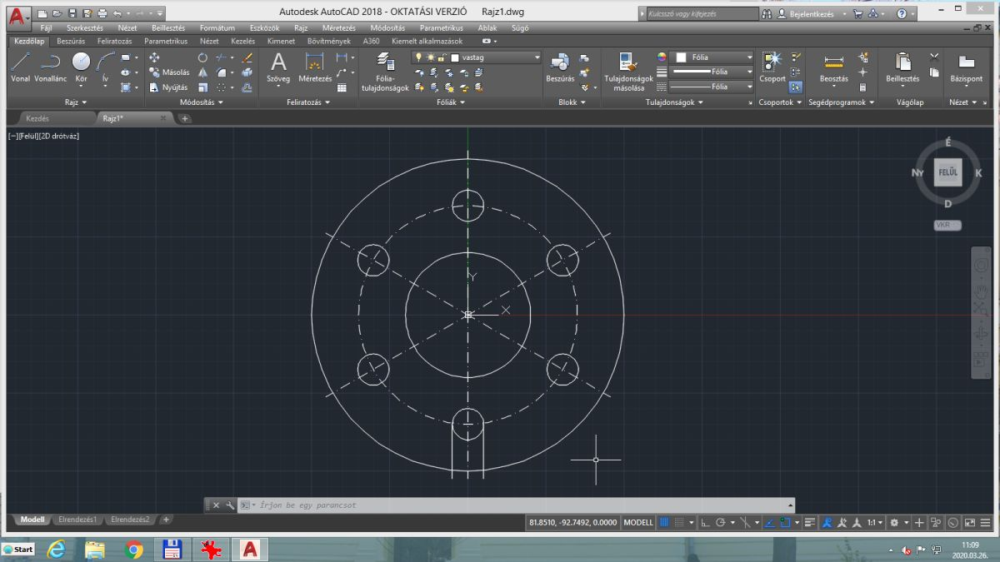 Autodesk AutoCAD 2018 - OKTATÁSI VERZIÓ Rajz1.dwg
Kulcsszó vagy kifejezés
Bejelentkezés
Fájl Szerkesztés Nézet Beillesztés Formátum Eszközök Rajz Méretezés Módosítás Parametrikus Ablak Súgó
Kezdőlap Beszúrás Feliratozás Parametrikus Nézet Kezelés Kimenet Bővítmények A360 Kiemelt alkalmazások
Vonal Vonallánc Kör Ív
Másolás
Nyújtás
Szöveg Méretezés
Fólia-
tulajdonságok
vastag
Beszúrás
Tulajdonságok
másolása
Fólia
Fólia
Fólia
Csoport
Beosztás
Beillesztés
Bázispont
Rajz Módosítás Feliratozás Fóliák Blokk Tulajdonságok Csoportok Segédprogramok Vágólap Nézet
Kezdés Rajz1*
[−][Felül][2D drótváz]
É
Ny FELÜL K
D
VKR
Y
X
Írjon be egy parancsot
Modell Elrendezés1 Elrendezés2
81.8510, -92.7492, 0.0000 MODELL 1:1
Start
11:09
2020.03.26.